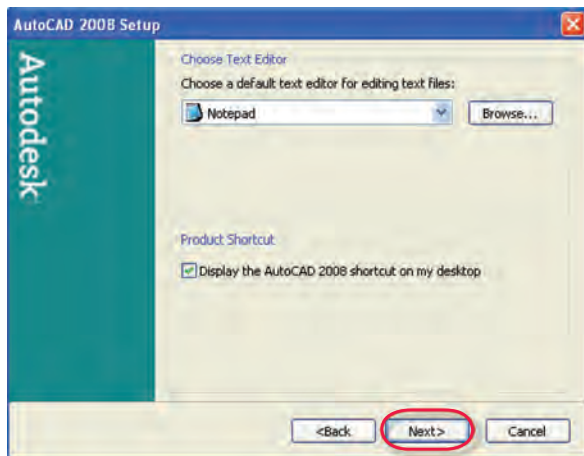 AutoCAD 2008 Setup
Autodesk
Choose Text Editor
Choose a default text editor for editing text files:
Notepad
Browse...
Product Shortcut
Display the AutoCAD 2008 shortcut on my desktop
<Back
Next>
Cancel